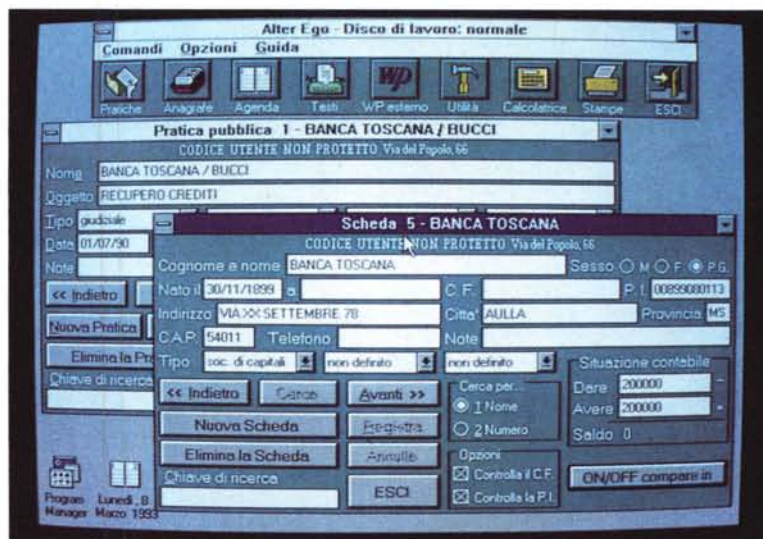 Alter Ego - Disco di lavoro: normale
Comandi Opzioni Guida
WP
Pratiche Anagrafe Agenda Testi WP esterno Utilità Calcolatrice Stampe ESCI
Pratica pubblica 1 - BANCA TOSCANA / BUCCI
CODICE UTENTE NON PROTETTO Via del Popolo, 66
Nome BANCA TOSCANA / BUCCI
Oggetto RECUPERO CREDITI
Tipo giudiziale
Data 01/07/90
Note
<< Indietro
Nuova Pratica
Elimina la Pra
Chiave di ricerca
Scheda 5 - BANCA TOSCANA
CODICE UTENTE NON PROTETTO Via del Popolo, 66
Cognome e nome BANCA TOSCANA Sesso M F P.G.
Nato il 30/11/1899 a C.F. P.I. 00899080113
Indirizzo VIA XX SETTEMBRE 78 Citta' AULLA Provincia MS
C.A.P. 54011 Telefono Note
Tipo soc. di capitali non definito non definito
<< Indietro Cerca Avanti >>
Nuova Scheda Registra
Elimina la Scheda Annulla
Chiave di ricerca ESCI
Cerca per...
1 Nome
2 Numero
Opzioni
Controlla il C.F.
Controlla la P.I.
Situazione contabile
Dare 200000 -
Avere 200000 =
Saldo 0
ON/OFF compare in
Program Manager
Lunedì, 8 Marzo 1993